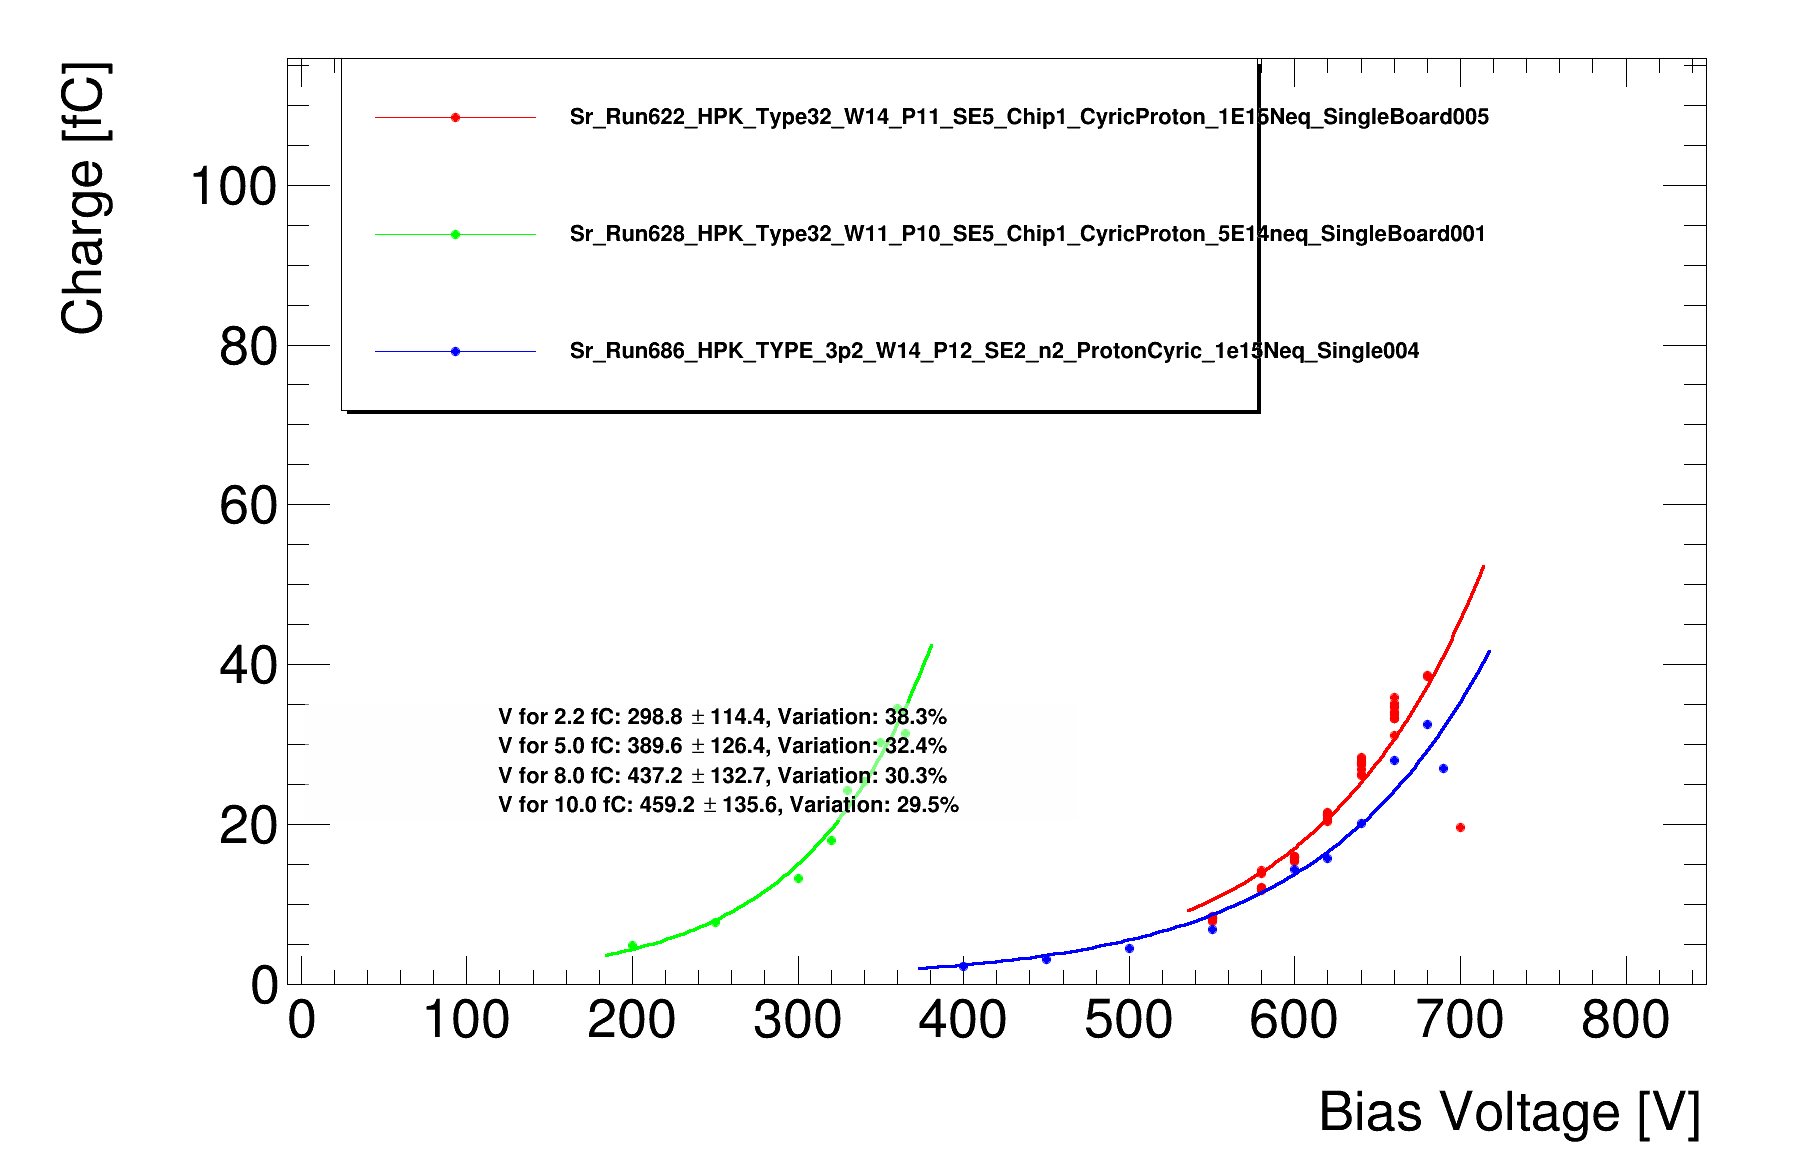 Charge [fC]
Sr_Run622_HPK_Type32_W14_P11_SE5_Chip1_CyricProton_1E15Neq_SingleBoard005
Sr_Run628_HPK_Type32_W11_P10_SE5_Chip1_CyricProton_5E14neq_SingleBoard001
Sr_Run686_HPK_TYPE_3p2_W14_P12_SE2_n2_ProtonCyric_1e15Neq_Single004
100
80
60
40
20
0
V for 2.2 fC: 298.8 ± 114.4, Variation: 38.3%
V for 5.0 fC: 389.6 ± 126.4, Variation: 32.4%
V for 8.0 fC: 437.2 ± 132.7, Variation: 30.3%
V for 10.0 fC: 459.2 ± 135.6, Variation: 29.5%
0 100 200 300 400 500 600 700 800
Bias Voltage [V]